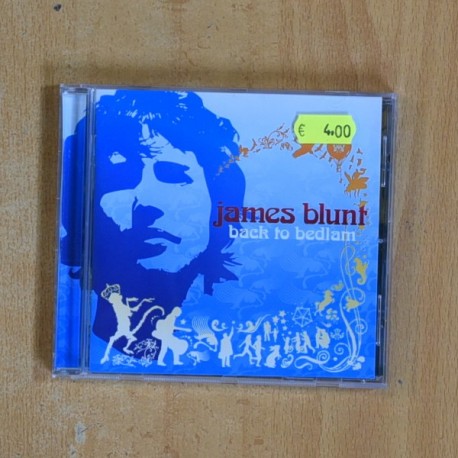 € 4.00
james blunt
back to bedlam